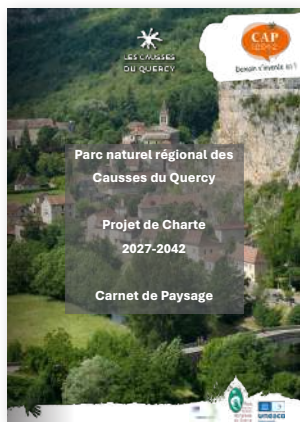 LES CAUSSES
DU QUERCY
CAP
2042
Demain s'invente ici !
Parc naturel régional des
Causses du Quercy
Projet de Charte
2027-2042
Carnet de Paysage
unesco